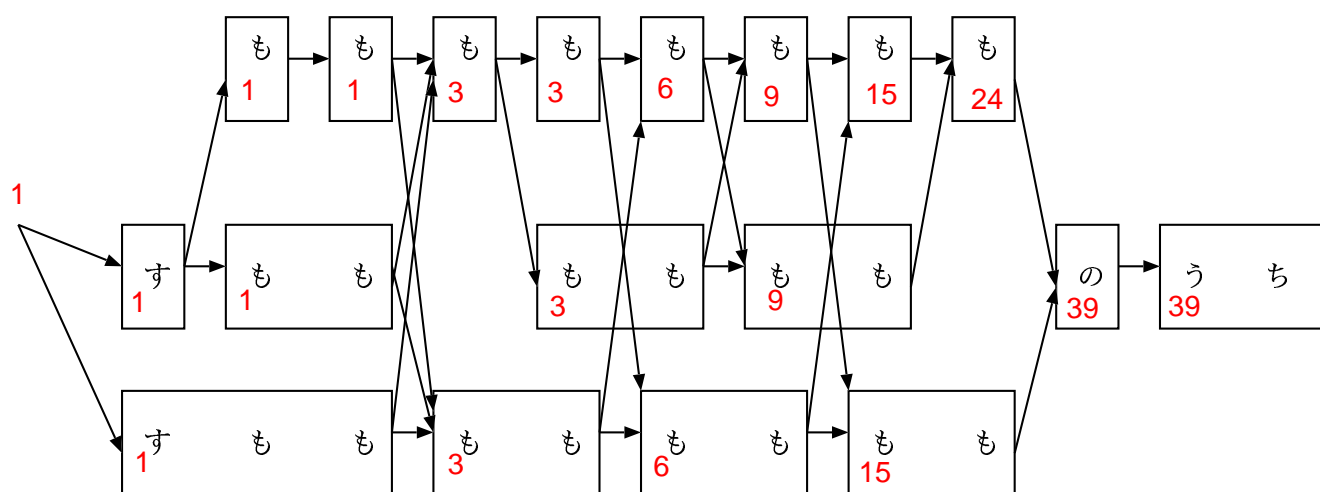 も も も も も も も も
1 1 3 3 6 9 15 24
1
す も も も も も も の う ち
1 1 3 9 39 39
す も も も も も も も も
1 3 6 15